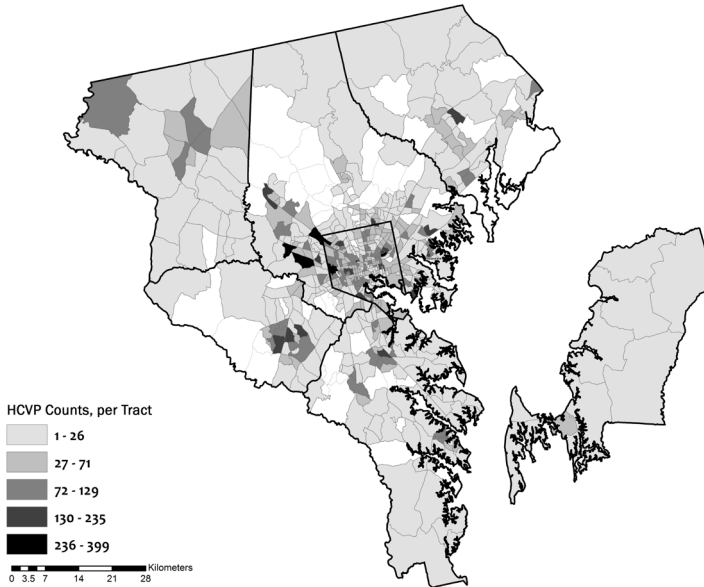 HCVP Counts, per Tract
1 - 26
27 - 71
72 - 129
130 - 235
236 - 399
Kilometers
0 3.5 7 14 21 28